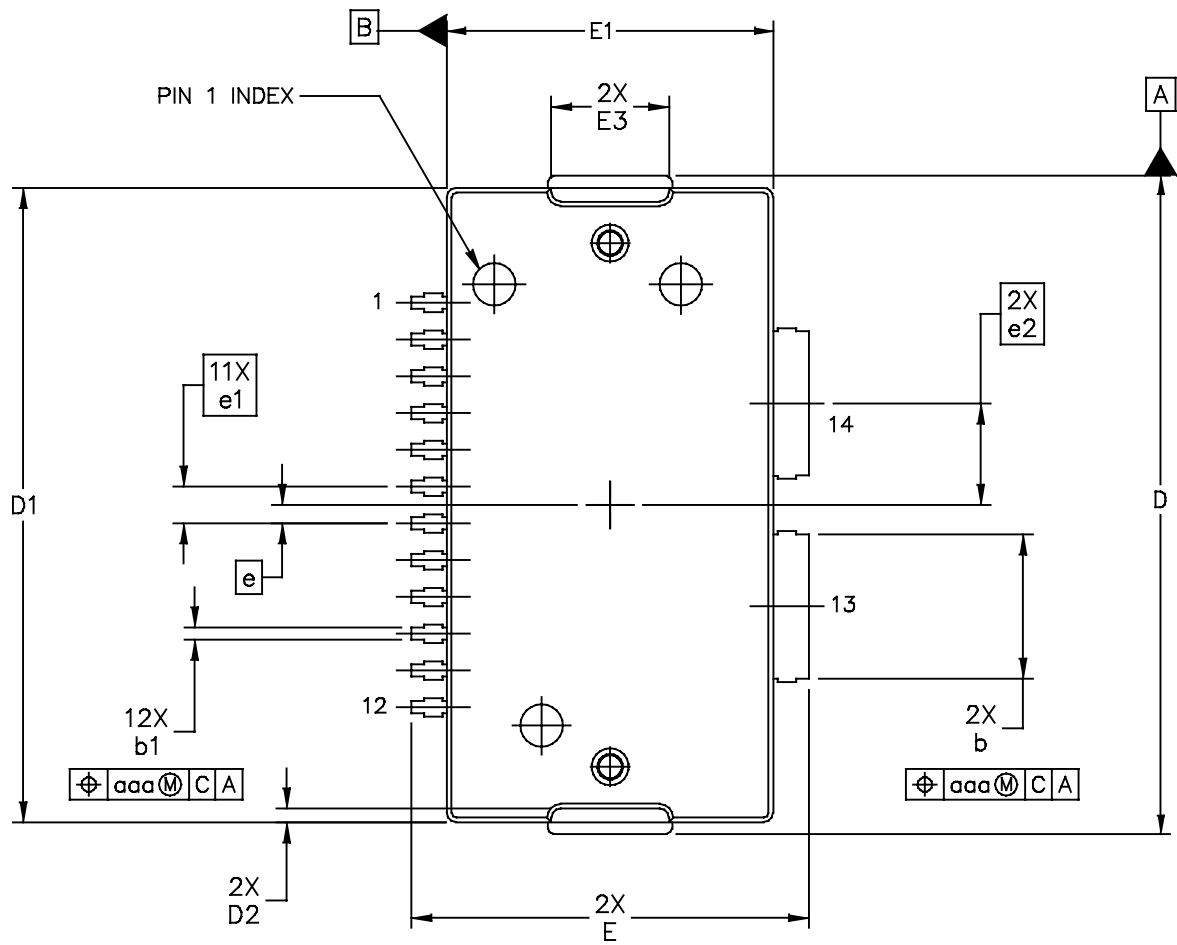 B
E1
PIN 1 INDEX
2X
E3
A
1
2X
e2
11X
e1
14
D1
D
e
13
12
12X
b1
2X
b
⌖ aaa Ⓜ C A
⌖ aaa Ⓜ C A
2X
D2
2X
E